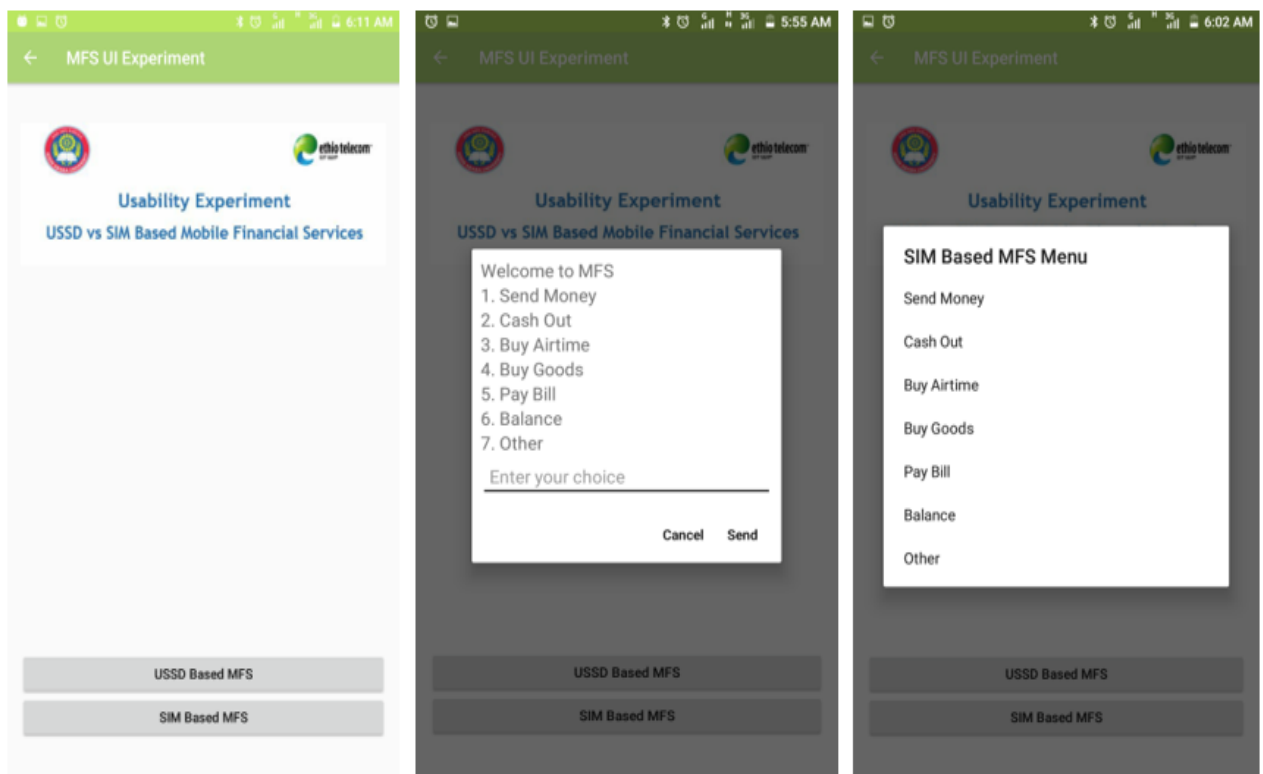 6:11 AM
MFS UI Experiment
ethio telecom
Usability Experiment
USSD vs SIM Based Mobile Financial Services
USSD Based MFS
SIM Based MFS
5:55 AM
MFS UI Experiment
ethio telecom
Usability Experiment
USSD vs SIM Based Mobile Financial Services
Welcome to MFS
1. Send Money
2. Cash Out
3. Buy Airtime
4. Buy Goods
5. Pay Bill
6. Balance
7. Other
Enter your choice
Cancel Send
USSD Based MFS
SIM Based MFS
6:02 AM
MFS UI Experiment
ethio telecom
Usability Experiment
SIM Based MFS Menu
Send Money
Cash Out
Buy Airtime
Buy Goods
Pay Bill
Balance
Other
USSD Based MFS
SIM Based MFS